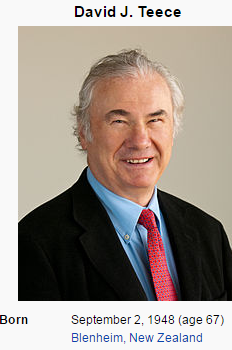 David J. Teece
Born September 2, 1948 (age 67)
Blenheim, New Zealand